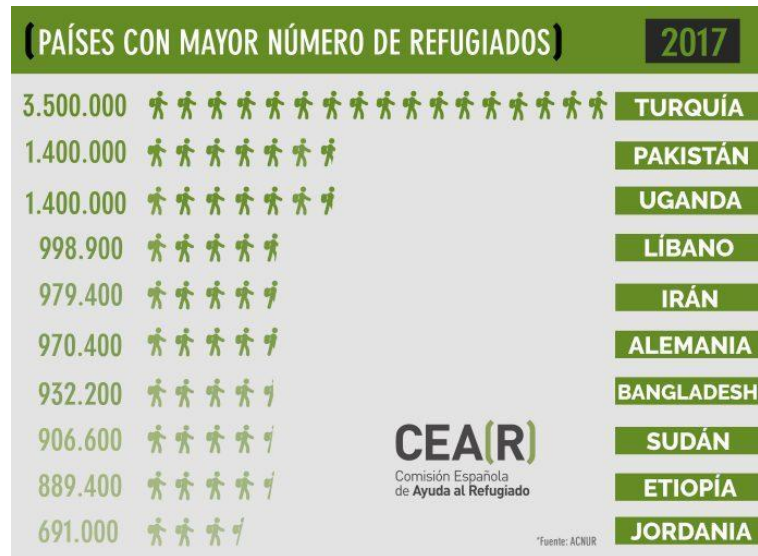 (PAÍSES CON MAYOR NÚMERO DE REFUGIADOS) 2017
3.500.000 TURQUÍA
1.400.000 PAKISTÁN
1.400.000 UGANDA
998.900 LÍBANO
979.400 IRÁN
970.400 ALEMANIA
932.200 BANGLADESH
906.600 SUDÁN
889.400 ETIOPÍA
691.000 JORDANIA
CEA(R)
Comisión Española
de Ayuda al Refugiado
*Fuente: ACNUR